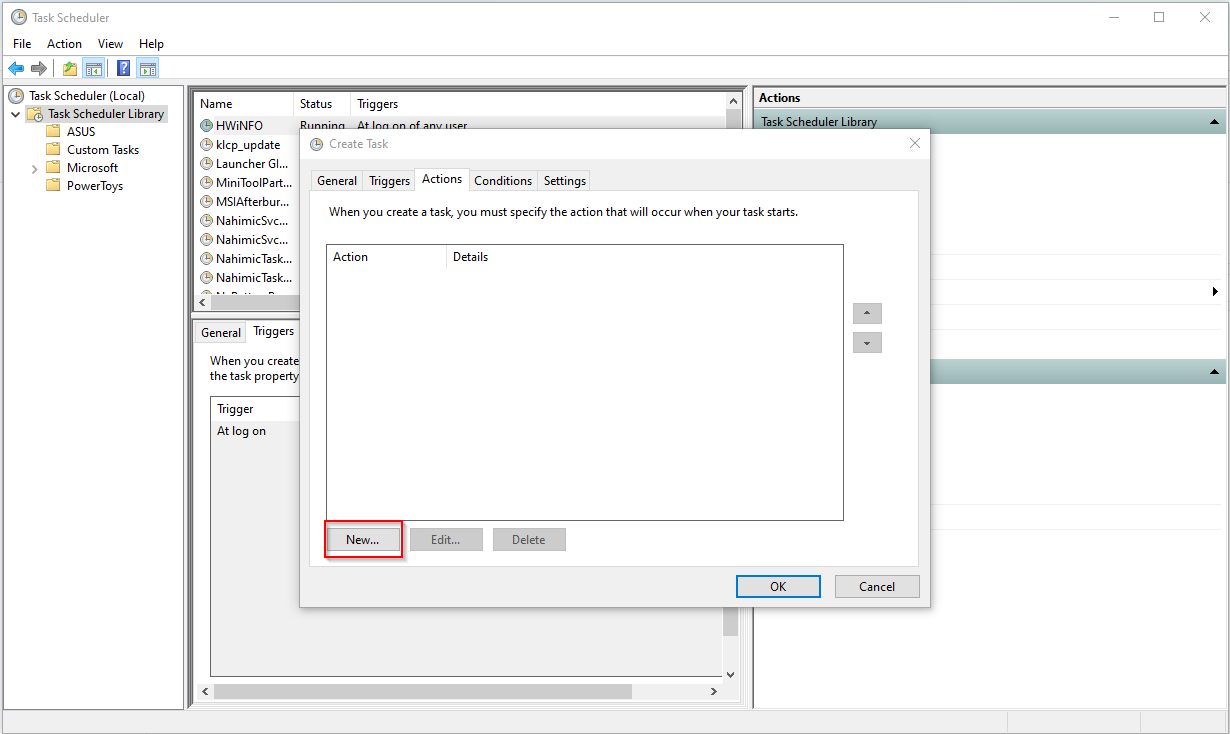 Task Scheduler
File Action View Help
Task Scheduler (Local)
Task Scheduler Library
ASUS
Custom Tasks
Microsoft
PowerToys
Name Status Triggers
HWiNFO Running At log on of any user
klcp_update
Launcher Gl...
MiniToolPart...
MSIAfterbur...
NahimicSvc...
NahimicSvc...
NahimicTask...
NahimicTask...
General Triggers
When you create
the task property
Trigger
At log on
Actions
Task Scheduler Library
Create Task
General Triggers Actions Conditions Settings
When you create a task, you must specify the action that will occur when your task starts.
Action Details
New... Edit... Delete
OK Cancel